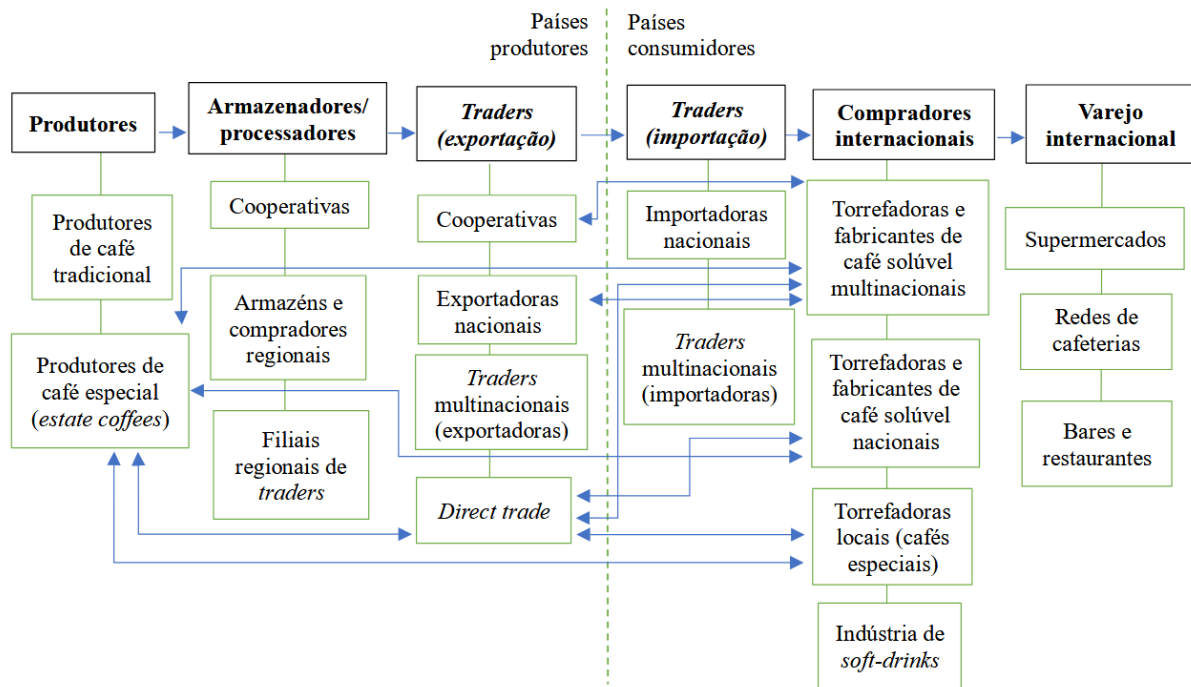 Países
produtores
Países
consumidores
Produtores
Armazenadores/
processadores
Traders
(exportação)
Traders
(importação)
Compradores
internacionais
Varejo
internacional
Produtores
de café
tradicional
Produtores de
café especial
(estate coffees)
Cooperativas
Armazéns e
compradores
regionais
Filiais
regionais de
traders
Cooperativas
Exportadoras
nacionais
Traders
multinacionais
(exportadoras)
Direct trade
Importadoras
nacionais
Traders
multinacionais
(importadoras)
Torrefadoras e
fabricantes de
café solúvel
multinacionais
Torrefadoras e
fabricantes de
café solúvel
nacionais
Torrefadoras
locais (cafés
especiais)
Indústria de
soft-drinks
Supermercados
Redes de
cafeterias
Bares e
restaurantes